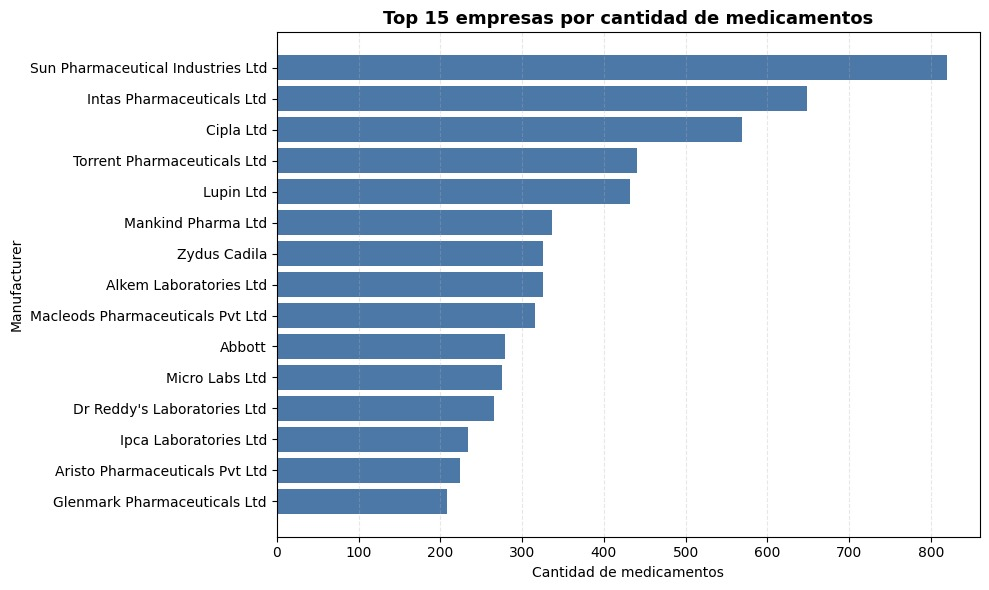 Top 15 empresas por cantidad de medicamentos
Manufacturer
Sun Pharmaceutical Industries Ltd
Intas Pharmaceuticals Ltd
Cipla Ltd
Torrent Pharmaceuticals Ltd
Lupin Ltd
Mankind Pharma Ltd
Zydus Cadila
Alkem Laboratories Ltd
Macleods Pharmaceuticals Pvt Ltd
Abbott
Micro Labs Ltd
Dr Reddy's Laboratories Ltd
Ipca Laboratories Ltd
Aristo Pharmaceuticals Pvt Ltd
Glenmark Pharmaceuticals Ltd
0 100 200 300 400 500 600 700 800
Cantidad de medicamentos